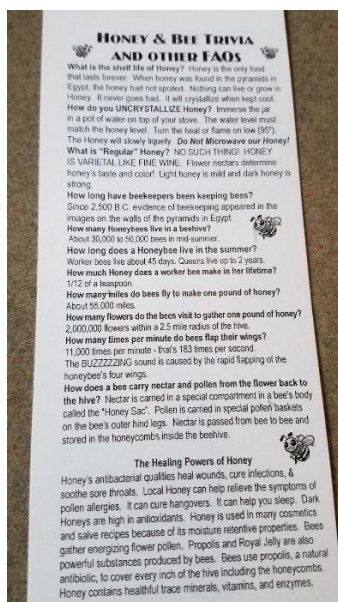 HONEY & BEE TRIVIA
AND OTHER FAQS
What is the shelf life of Honey? Honey is the only food
that lasts forever. When honey was found in the pyramids in
Egypt, the honey had not spoiled. Nothing can live or grow in
Honey. It never goes bad. It will crystallize when kept cool.
How do you UNCRYSTALLIZE Honey? Immerse the jar
in a pot of water on top of your stove. The water level must
match the honey level. Turn the heat or flame on low (95°).
The Honey will slowly liquefy. Do Not Microwave our Honey!
What is "Regular" Honey? NO SUCH THING! HONEY
IS VARIETAL LIKE FINE WINE. Flower nectars determine
honey's taste and color! Light honey is mild and dark honey is
strong.
How long have beekeepers been keeping bees?
Since 2,500 B.C. evidence of beekeeping appeared in the
images on the walls of the pyramids in Egypt.
How many Honeybees live in a beehive?
About 30,000 to 50,000 bees in mid-summer.
How long does a Honeybee live in the summer?
Worker bees live about 45 days. Queens live up to 2 years.
How much Honey does a worker bee make in her lifetime?
1/12 of a teaspoon.
How many miles do bees fly to make one pound of honey?
About 55,000 miles.
How many flowers do the bees visit to gather one pound of honey?
2,000,000 flowers within a 2.5 mile radius of the hive.
How many times per minute do bees flap their wings?
11,000 times per minute - that's 183 times per second.
The BUZZZZZING sound is caused by the rapid flapping of the
honeybee's four wings.
How does a bee carry nectar and pollen from the flower back to
the hive? Nectar is carried in a special compartment in a bee's body
called the "Honey Sac". Pollen is carried in special pollen baskets
on the bee's outer hind legs. Nectar is passed from bee to bee and
stored in the honeycombs inside the beehive.
The Healing Powers of Honey
Honey's antibacterial qualities heal wounds, cure infections, &
soothe sore throats. Local Honey can help relieve the symptoms of
pollen allergies. It can cure hangovers. It can help you sleep. Dark
Honeys are high in antioxidants. Honey is used in many cosmetics
and salve recipes because of its moisture retentive properties. Bees
gather energizing flower pollen. Propolis and Royal Jelly are also
powerful substances produced by bees. Bees use propolis, a natural
antibiotic, to cover every inch of the hive including the honeycombs.
Honey contains healthful trace minerals, vitamins, and enzymes.